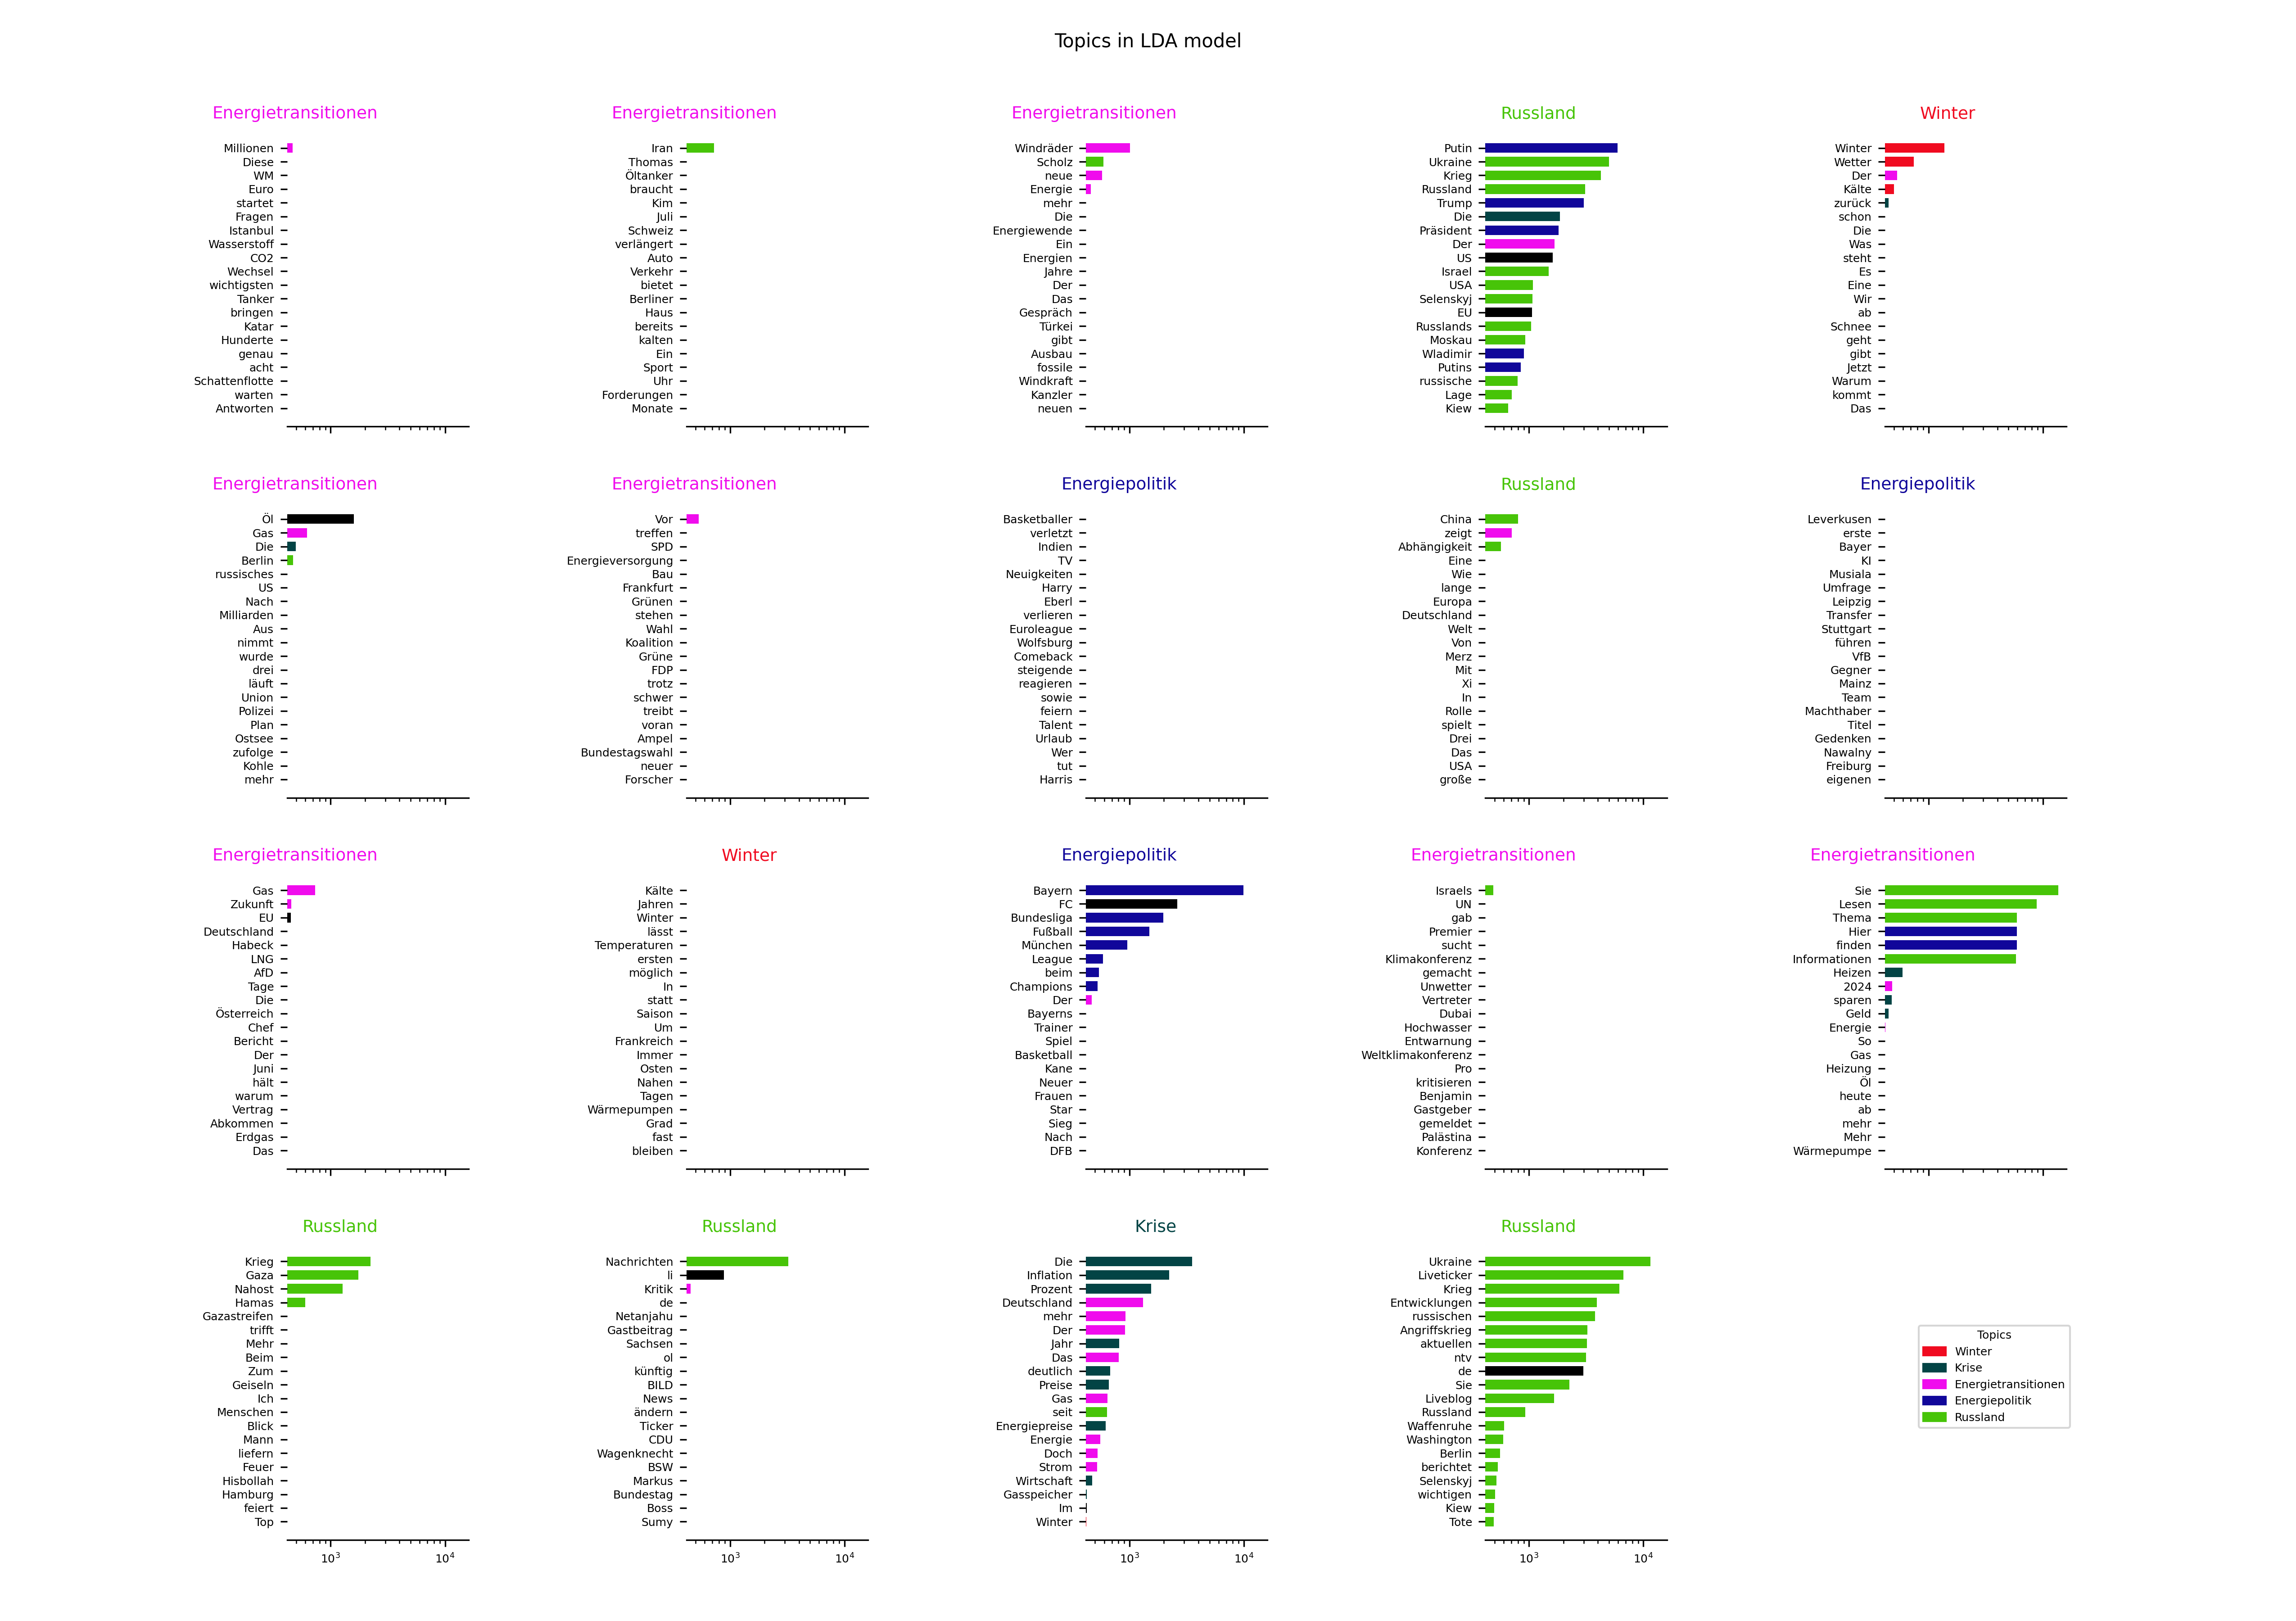 Topics in LDA model
Energietransitionen
Millionen
Diese
WM
Euro
startet
Fragen
Istanbul
Wasserstoff
CO2
Wechsel
wichtigsten
Tanker
bringen
Katar
Hunderte
genau
acht
Schattenflotte
warten
Antworten
Energietransitionen
Iran
Thomas
Öltanker
braucht
Kim
Juli
Schweiz
verlängert
Auto
Verkehr
bietet
Berliner
Haus
bereits
kalten
Ein
Sport
Uhr
Forderungen
Monate
Energietransitionen
Windräder
Scholz
neue
Energie
mehr
Die
Energiewende
Ein
Energien
Jahre
Der
Das
Gespräch
Türkei
gibt
Ausbau
fossile
Windkraft
Kanzler
neuen
Russland
Putin
Ukraine
Krieg
Russland
Trump
Die
Präsident
Der
US
Israel
USA
Selenskyj
EU
Russlands
Moskau
Wladimir
Putins
russische
Lage
Kiew
Winter
Winter
Wetter
Der
Kälte
zurück
schon
Die
Was
steht
Es
Eine
Wir
ab
Schnee
geht
gibt
Jetzt
Warum
kommt
Das
Energietransitionen
Öl
Gas
Die
Berlin
russisches
US
Nach
Milliarden
Aus
nimmt
wurde
drei
läuft
Union
Polizei
Plan
Ostsee
zufolge
Kohle
mehr
Energietransitionen
Vor
treffen
SPD
Energieversorgung
Bau
Frankfurt
Grünen
stehen
Wahl
Koalition
Grüne
FDP
trotz
schwer
treibt
voran
Ampel
Bundestagswahl
neuer
Forscher
Energiepolitik
Basketballer
verletzt
Indien
TV
Neuigkeiten
Harry
Eberl
verlieren
Euroleague
Wolfsburg
Comeback
steigende
reagieren
sowie
feiern
Talent
Urlaub
Wer
tut
Harris
Russland
China
zeigt
Abhängigkeit
Eine
Wie
lange
Europa
Deutschland
Welt
Von
Merz
Mit
Xi
In
Rolle
spielt
Drei
Das
USA
große
Energiepolitik
Leverkusen
erste
Bayer
KI
Musiala
Umfrage
Leipzig
Transfer
Stuttgart
führen
VfB
Gegner
Mainz
Team
Machthaber
Titel
Gedenken
Nawalny
Freiburg
eigenen
Energietransitionen
Gas
Zukunft
EU
Deutschland
Habeck
LNG
AfD
Tage
Die
Österreich
Chef
Bericht
Der
Juni
hält
warum
Vertrag
Abkommen
Erdgas
Das
Winter
Kälte
Jahren
Winter
lässt
Temperaturen
ersten
möglich
In
statt
Saison
Um
Frankreich
Immer
Osten
Nahen
Tagen
Wärmepumpen
Grad
fast
bleiben
Energiepolitik
Bayern
FC
Bundesliga
Fußball
München
League
beim
Champions
Der
Bayerns
Trainer
Spiel
Basketball
Kane
Neuer
Frauen
Star
Sieg
Nach
DFB
Energietransitionen
Israels
UN
gab
Premier
sucht
Klimakonferenz
gemacht
Unwetter
Vertreter
Dubai
Hochwasser
Entwarnung
Weltklimakonferenz
Pro
kritisieren
Benjamin
Gastgeber
gemeldet
Palästina
Konferenz
Energietransitionen
Sie
Lesen
Thema
Hier
finden
Informationen
Heizen
2024
sparen
Geld
Energie
So
Gas
Heizung
Öl
heute
ab
mehr
Mehr
Wärmepumpe
Russland
Krieg
Gaza
Nahost
Hamas
Gazastreifen
trifft
Mehr
Beim
Zum
Geiseln
Ich
Menschen
Blick
Mann
liefern
Feuer
Hisbollah
Hamburg
feiert
Top
10³ 10⁴
Russland
Nachrichten
li
Kritik
de
Netanjahu
Gastbeitrag
Sachsen
ol
künftig
BILD
News
ändern
Ticker
CDU
Wagenknecht
BSW
Markus
Bundestag
Boss
Sumy
10³ 10⁴
Krise
Die
Inflation
Prozent
Deutschland
mehr
Der
Jahr
Das
deutlich
Preise
Gas
seit
Energiepreise
Energie
Doch
Strom
Wirtschaft
Gasspeicher
Im
Winter
10³ 10⁴
Russland
Ukraine
Liveticker
Krieg
Entwicklungen
russischen
Angriffskrieg
aktuellen
ntv
de
Sie
Liveblog
Russland
Waffenruhe
Washington
Berlin
berichtet
Selenskyj
wichtigen
Kiew
Tote
10³ 10⁴
Topics
Winter
Krise
Energietransitionen
Energiepolitik
Russland